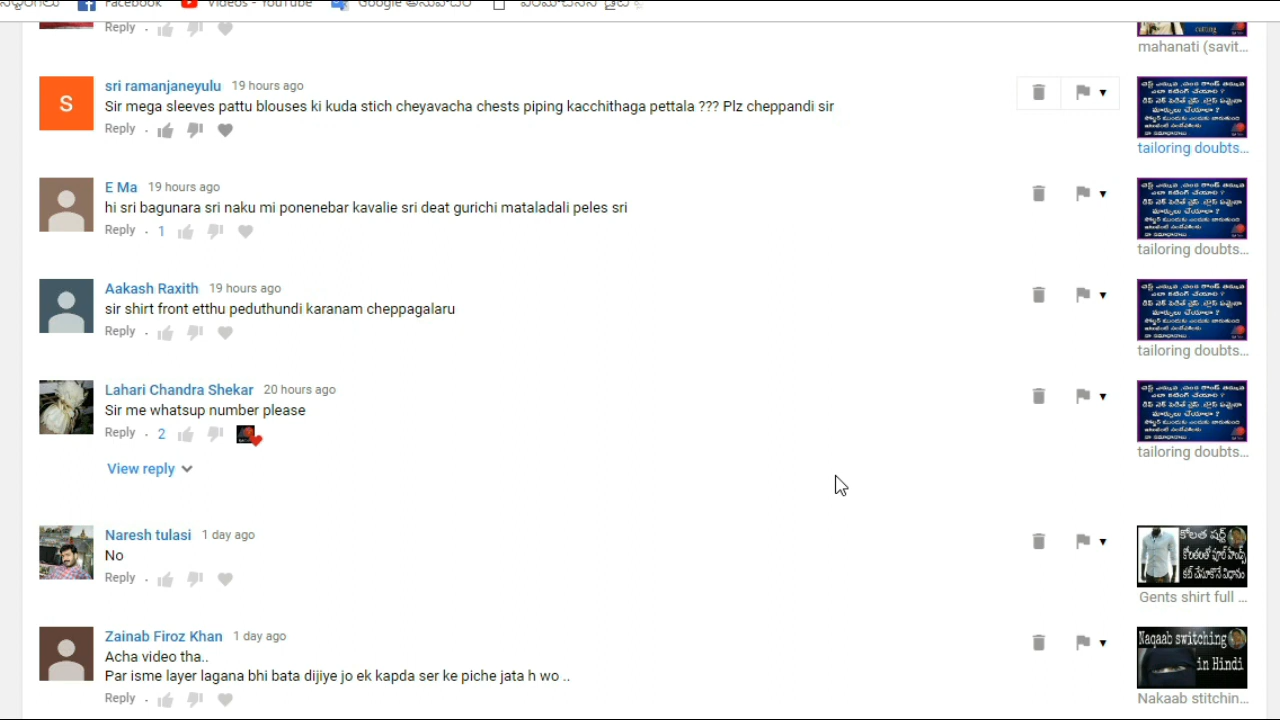 Facebook
Videos - YouTube
Google అనువాదం
Reply .
cutting
mahanati (savit...
sri ramanjaneyulu 19 hours ago
Sir mega sleeves pattu blouses ki kuda stich cheyavacha chests piping kacchithaga pettala ??? Plz cheppandi sir
Reply .
tailoring doubts...
E Ma 19 hours ago
hi sri bagunara sri naku mi ponenebar kavalie sri deat gurichi mataladali peles sri
Reply . 1
tailoring doubts...
Aakash Raxith 19 hours ago
sir shirt front etthu peduthundi karanam cheppagalaru
Reply .
tailoring doubts...
Lahari Chandra Shekar 20 hours ago
Sir me whatsup number please
Reply . 2
View reply
tailoring doubts...
Naresh tulasi 1 day ago
No
Reply .
కోలత షర్ట్
కోలతలతో ఫూల్ హేండ్స్
కట్ చేసుకొనే విధానం
Gents shirt full ...
Zainab Firoz Khan 1 day ago
Acha video tha..
Par isme layer lagana bhi bata dijiye jo ek kapda ser ke piche jata h wo ..
Reply .
Naqaab switching
in Hindi
Nakaab stitchin...